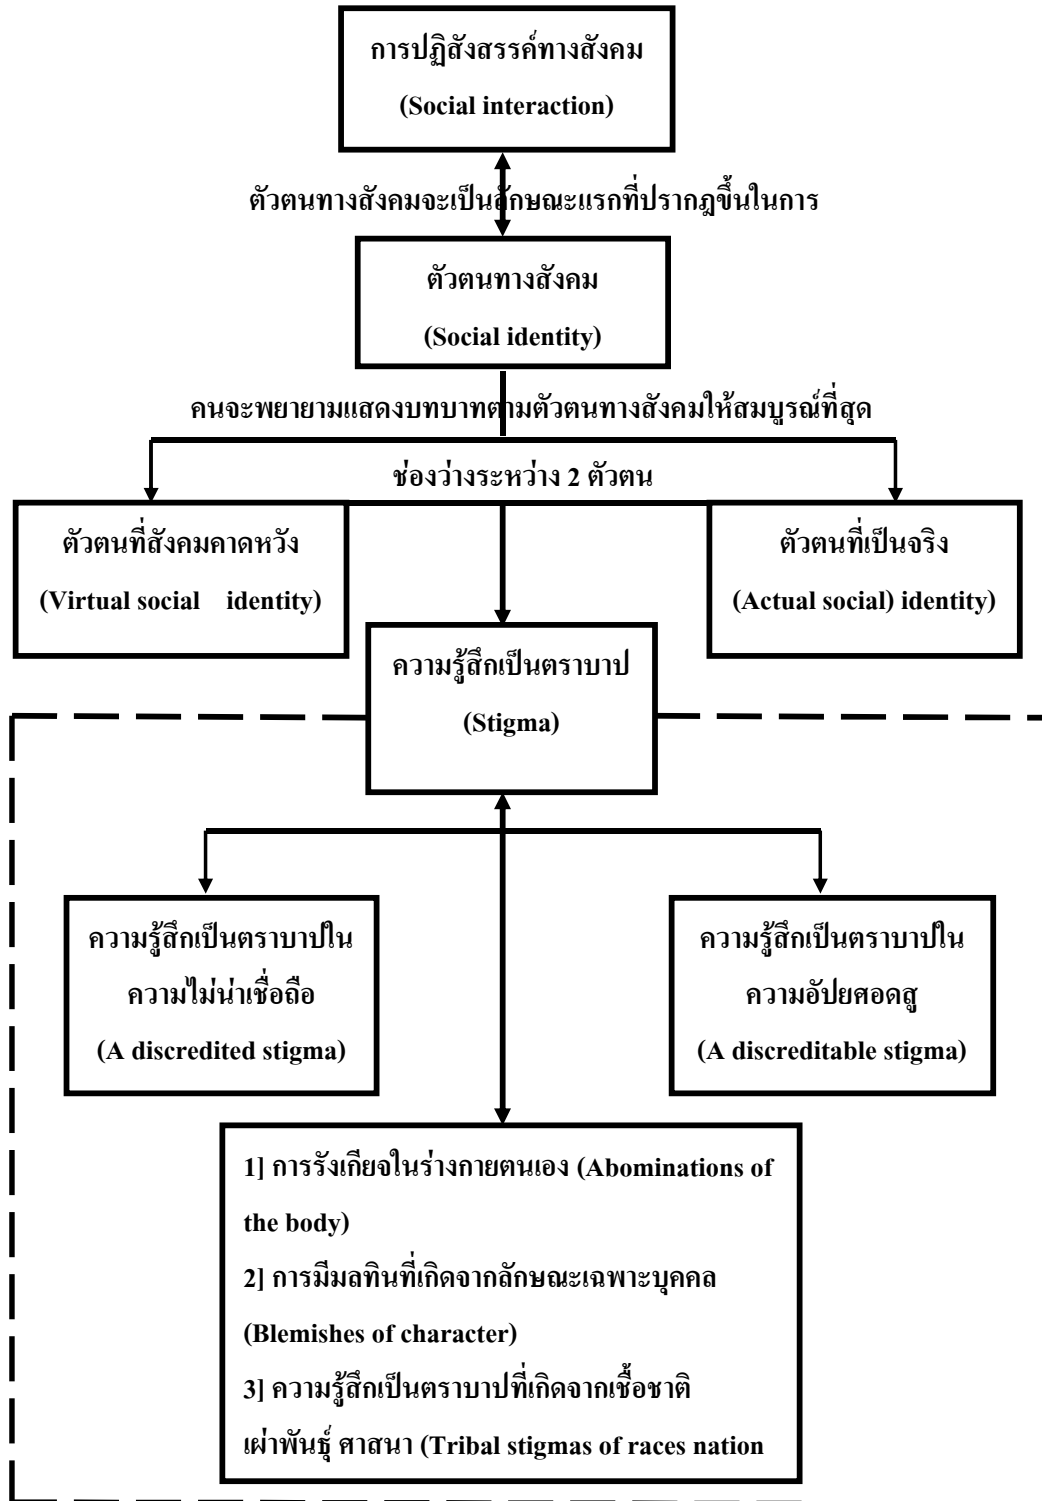 การปฏิสังสรรค์ทางสังคม
(Social interaction)
ตัวตนทางสังคมจะเป็นลักษณะแรกที่ปรากฎขึ้นในการ
ตัวตนทางสังคม
(Social identity)
คนจะพยายามแสดงบทบาทตามตัวตนทางสังคมให้สมบูรณ์ที่สุด
ช่องว่างระหว่าง 2 ตัวตน
ตัวตนที่สังคมคาดหวัง
(Virtual social identity)
ตัวตนที่เป็นจริง
(Actual social) identity)
ความรู้สึกเป็นตราบาป
(Stigma)
ความรู้สึกเป็นตราบาปใน
ความไม่น่าเชื่อถือ
(A discredited stigma)
ความรู้สึกเป็นตราบาปใน
ความอัปยศอดสู
(A discreditable stigma)
1] การรังเกียจในร่างกายตนเอง (Abominations of
the body)
2] การมีมลทินที่เกิดจากลักษณะเฉพาะบุคคล
(Blemishes of character)
3] ความรู้สึกเป็นตราบาปที่เกิดจากเชื้อชาติ
เผ่าพันธุ์ ศาสนา (Tribal stigmas of races nation